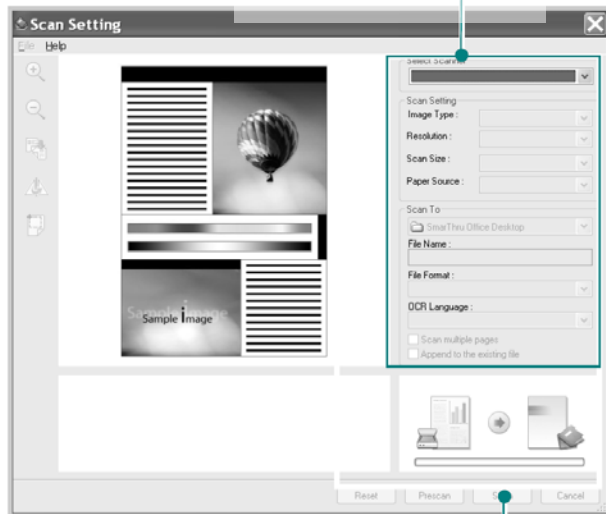 Scan Setting
File Help
Select Scanner
Scan Setting
Image Type :
Resolution :
Scan Size :
Paper Source :
Scan To
SmarThru Office Desktop
File Name :
File Format :
OCR Language :
Scan multiple pages
Append to the existing file
Sample Image
Sample Image
Reset Prescan Cancel